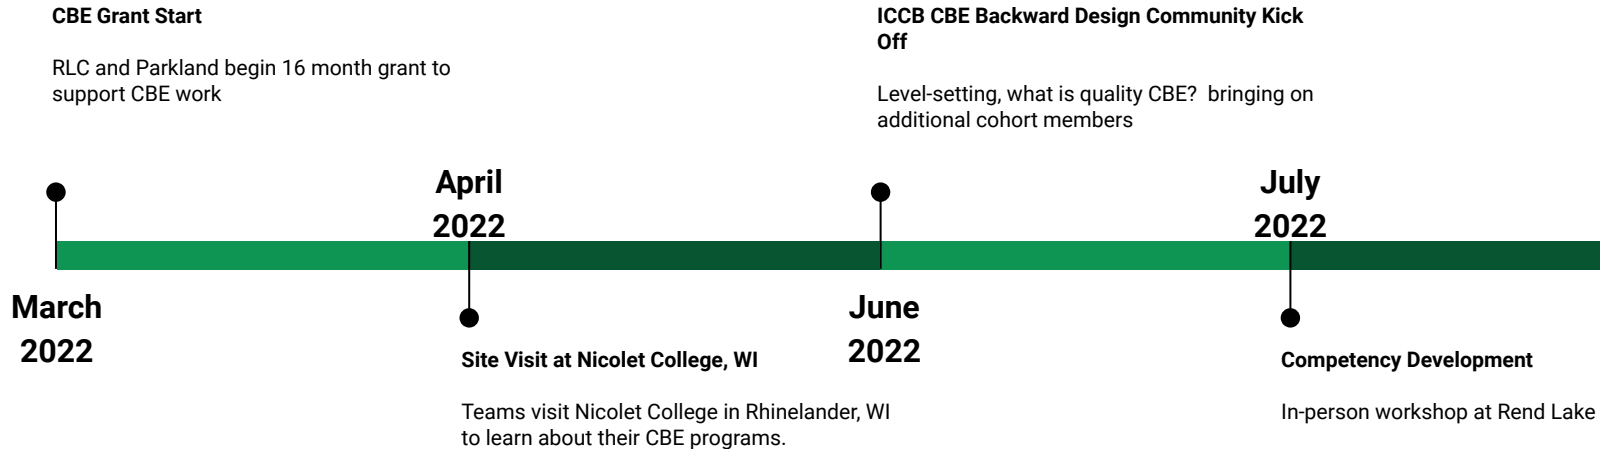 CBE Grant Start
RLC and Parkland begin 16 month grant to
support CBE work
March
2022
April
2022
Site Visit at Nicolet College, WI
Teams visit Nicolet College in Rhinelander, WI
to learn about their CBE programs.
ICCB CBE Backward Design Community Kick
Off
Level-setting, what is quality CBE?  bringing on
additional cohort members
June
2022
July
2022
Competency Development
In-person workshop at Rend Lake